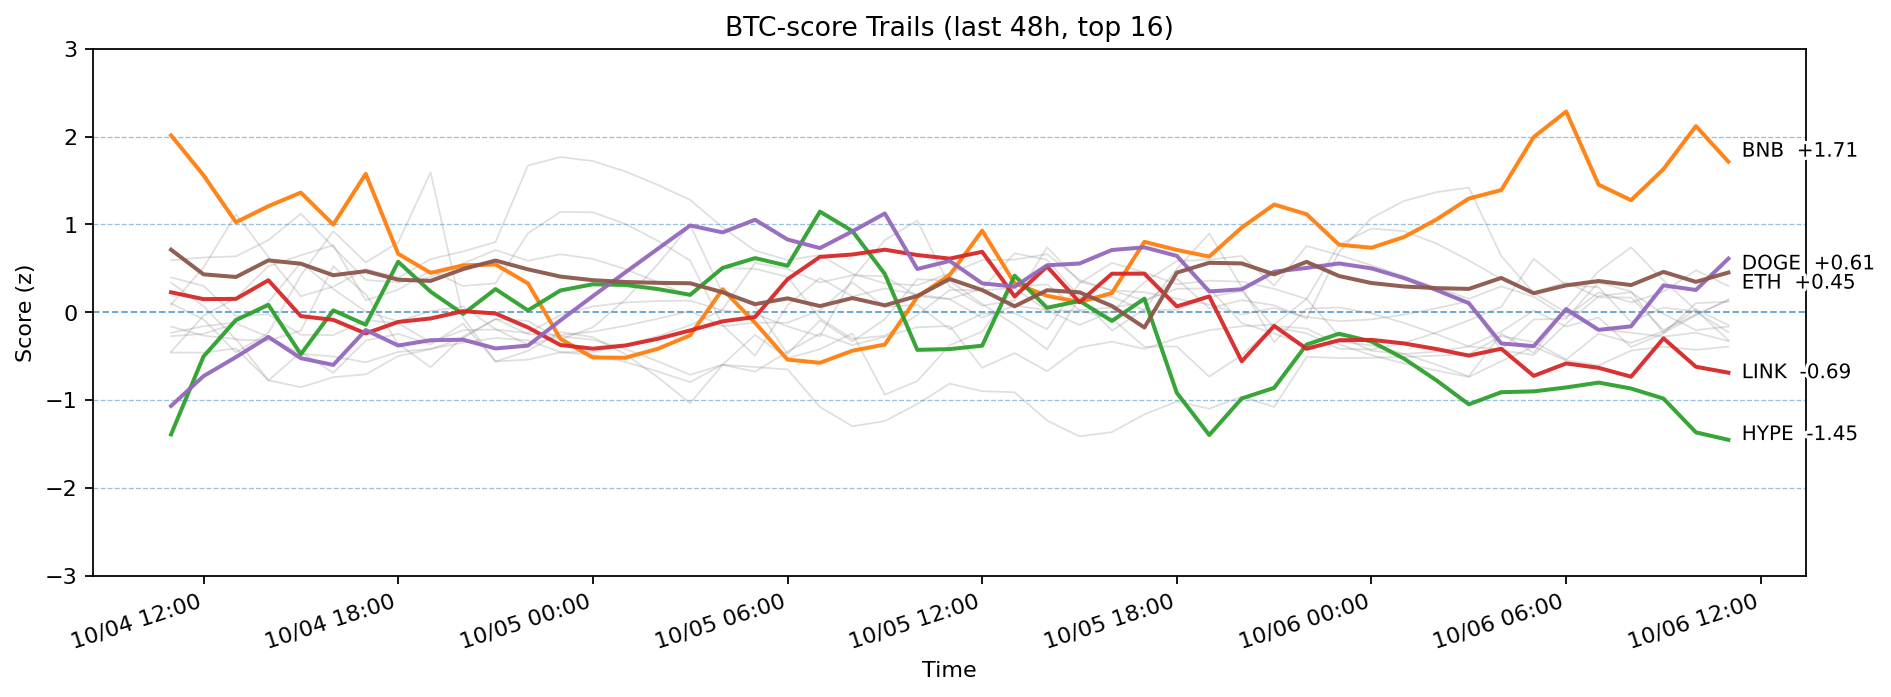 BTC-score Trails (last 48h, top 16)
Score (z)
3
2
1
0
−1
−2
−3
BNB +1.71
DOGE +0.61
ETH +0.45
LINK -0.69
HYPE -1.45
10/04 12:00
10/04 18:00
10/05 00:00
10/05 06:00
10/05 12:00
10/05 18:00
10/06 00:00
10/06 06:00
10/06 12:00
Time